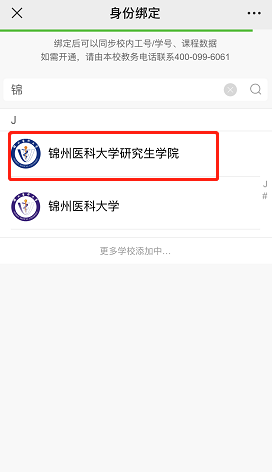 身份绑定
绑定后可以同步校内工号/学号、课程数据
如需开通，请由本校教务电话联系400-099-6061
锦
J
锦州医科大学研究生学院
锦州医科大学
J
#
更多学校添加中...